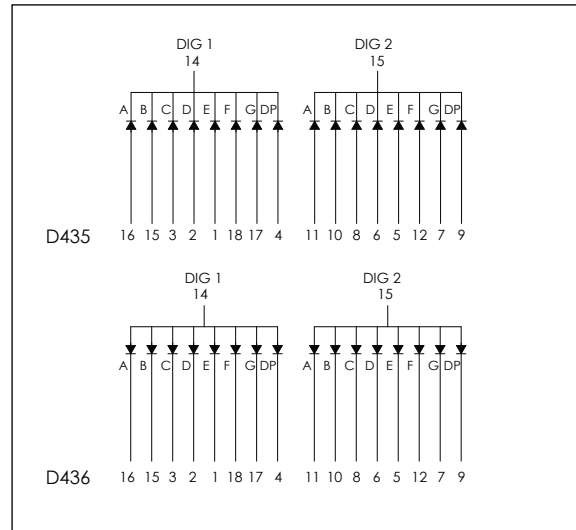 DIG 1 DIG 2
14 15
A B C D E F G DP A B C D E F G DP
D435 16 15 3 2 1 18 17 4 11 10 8 6 5 12 7 9
DIG 1 DIG 2
14 15
A B C D E F G DP A B C D E F G DP
D436 16 15 3 2 1 18 17 4 11 10 8 6 5 12 7 9